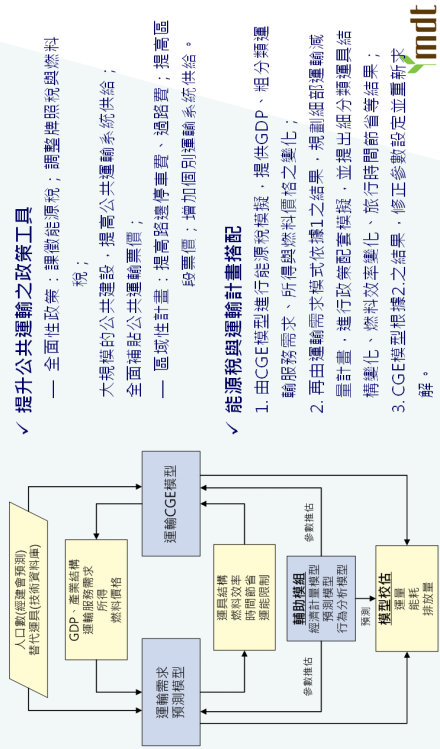 ✓ 提升公共運輸之政策工具
— 全面性政策：課徵能源稅；調整牌照稅與燃料
稅；
大規模的公共建設，提高公共運輸系統供給；
全面補貼公共運輸票價；
— 區域性計畫：提高路邊停車費、過路費；提高區
段票價；增加個別運輸系統供給。
✓ 能源稅與運輸計畫搭配
1. 由CGE模型進行能源稅模擬，提供GDP、粗分類運
輸服務需求、所得與燃料價格之變化；
2. 再由運輸需求模式依據1之結果，規劃細部運輸減
量計畫，進行政策配套模擬，並提出細分類運具結
構變化、燃料效率變化、旅行時間節省等結果；
3. CGE模型根據2.之結果，修正參數設定並重新求
解。
人口數(經建會預測)
替代運具(技術資料庫)
GDP、產業結構
運輸服務需求
所得
燃料價格
運輸需求
預測模型
運輸CGE模型
運具結構
燃料效率
時間節省
運能限制
參數推估
輔助模組
經濟計量模型
預測模型
行為分析模型
參數推估
預測
模型校估
運量
能耗
排放量
mdt